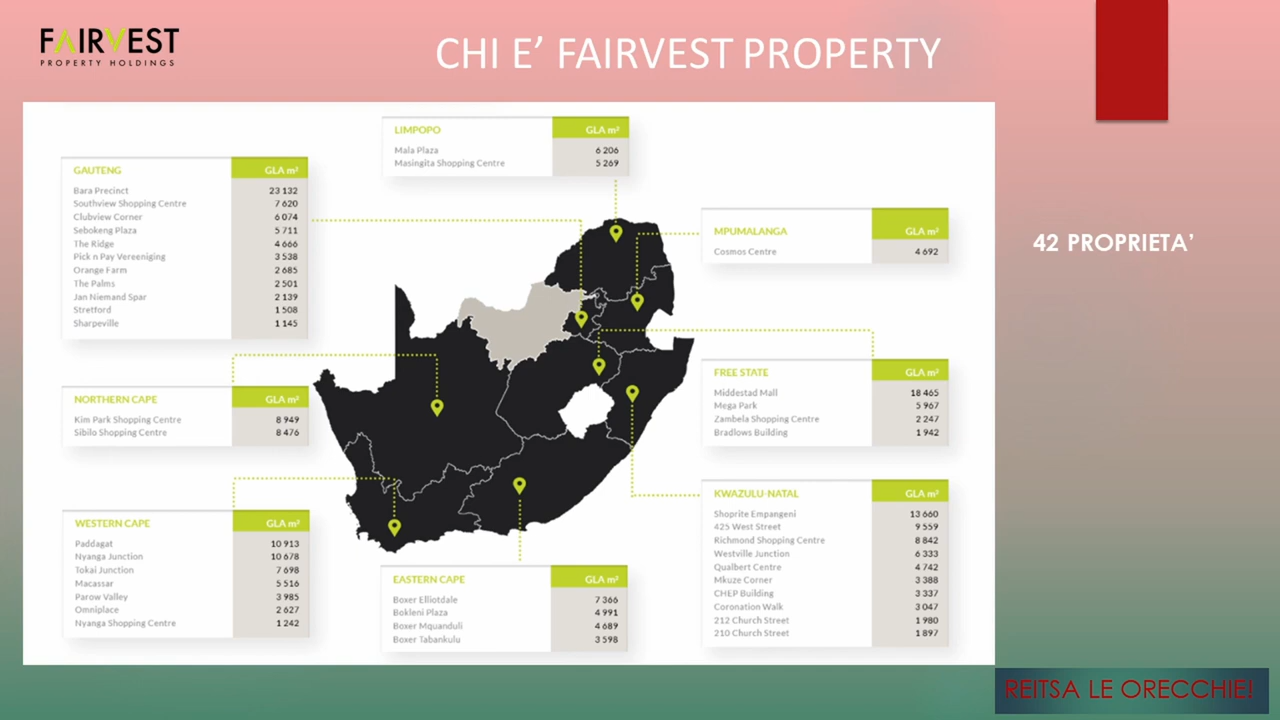 FAIRVEST
PROPERTY HOLDINGS
CHI E' FAIRVEST PROPERTY
LIMPOPO GLA m²
Mala Plaza 6 206
Masingita Shopping Centre 5 269
GAUTENG GLA m²
Bara Precinct 23 132
Southview Shopping Centre 7 620
Clubview Corner 6 074
Sebokeng Plaza 5 711
The Ridge 4 666
Pick n Pay Vereeniging 3 538
Orange Farm 2 685
The Palms 2 501
Jan Niemand Spar 2 139
Stretford 1 508
Sharpeville 1 145
MPUMALANGA GLA m²
Cosmos Centre 4 692
42 PROPRIETA'
NORTHERN CAPE GLA m²
Kim Park Shopping Centre 8 949
Sibilo Shopping Centre 8 476
FREE STATE GLA m²
Middestad Mall 18 465
Mega Park 5 967
Zambela Shopping Centre 2 247
Bradlows Building 1 942
WESTERN CAPE GLA m²
Paddagat 10 913
Nyanga Junction 10 678
Tokai Junction 7 698
Macassar 5 516
Parow Valley 3 985
Omniplace 2 627
Nyanga Shopping Centre 1 242
EASTERN CAPE GLA m²
Boxer Elliotdale 7 366
Bokleni Plaza 4 991
Boxer Mquanduli 4 689
Boxer Tabankulu 3 598
KWAZULU-NATAL GLA m²
Shoprite Empangeni 13 660
425 West Street 9 559
Richmond Shopping Centre 8 842
Westville Junction 6 333
Qualbert Centre 4 742
Mkuze Corner 3 388
CHEP Building 3 337
Coronation Walk 3 047
212 Church Street 1 980
210 Church Street 1 897
REITSA LE ORECCHIE!